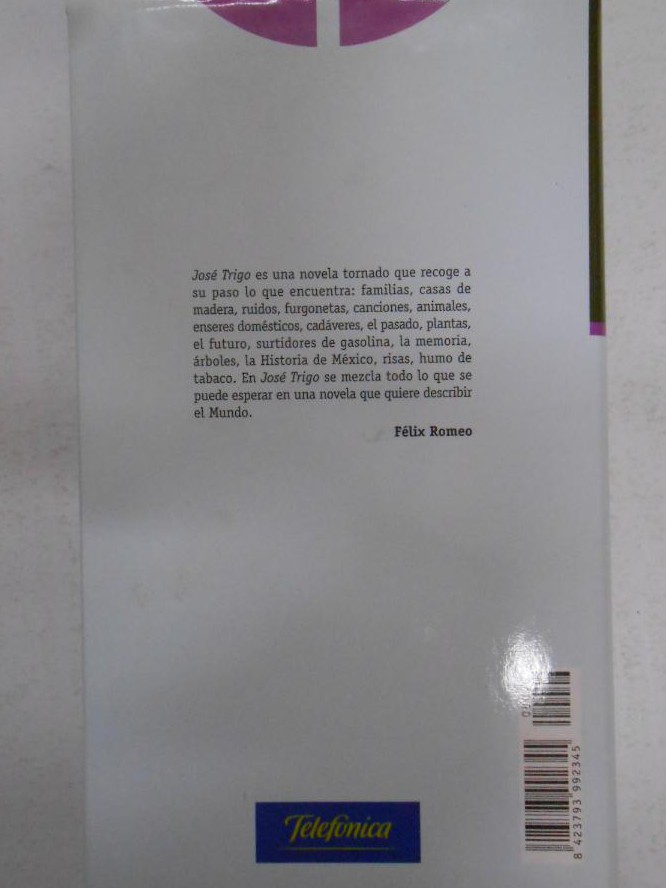 José Trigo es una novela tornado que recoge a
su paso lo que encuentra: familias, casas de
madera, ruidos, furgonetas, canciones, animales,
enseres domésticos, cadáveres, el pasado, plantas,
el futuro, surtidores de gasolina, la memoria,
árboles, la Historia de México, risas, humo de
tabaco. En José Trigo se mezcla todo lo que se
puede esperar en una novela que quiere describir
el Mundo.
Félix Romeo
8 423793 992345
Telefónica